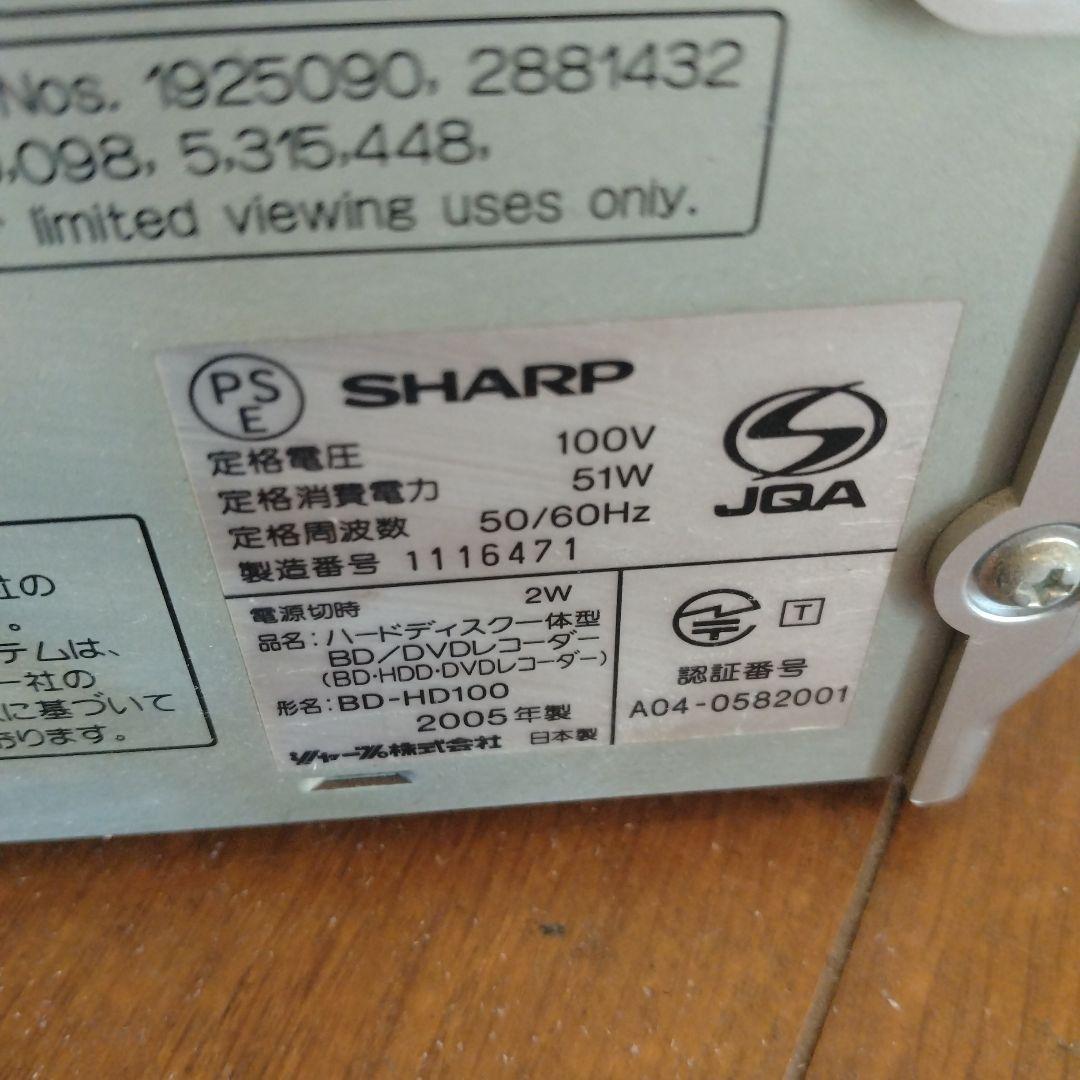 Nos. 1925090, 2881432
,098, 5,315,448,
limited viewing uses only.
PS
E
SHARP
定格電圧 100V
定格消費電力 51W
定格周波数 50/60Hz
製造番号 1116471
JQA
電源切時 2W
品名:ハードディスク一体型
BD/DVDレコーダー
(BD・HDD・DVDレコーダー)
形名:BD-HD100
2005年製
シャープ株式会社 日本製
T
認証番号
A04-0582001
社の
。
テムは、
ー社の
に基づいて
おります。